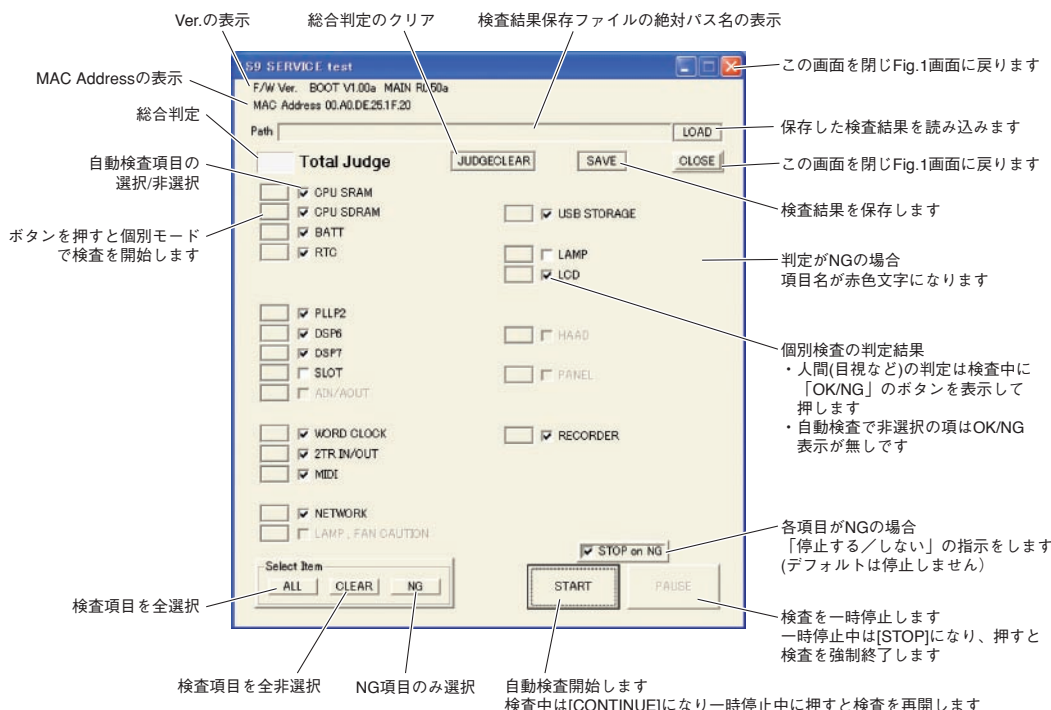 Ver.の表示
総合判定のクリア
検査結果保存ファイルの絶対パス名の表示
MAC Addressの表示
総合判定
自動検査項目の
選択/非選択
ボタンを押すと個別モード
で検査を開始します
S9 SERVICE test
F/W Ver. BOOT V1.00a MAIN
MAC Address 00.A0.DE.25.1F.20
Path
LOAD
Total Judge
JUDGECLEAR
SAVE
CLOSE
CPU SRAM
CPU SDRAM
BATT
RTC
PLLP2
DSP6
DSP7
SLOT
AIN/AOUT
WORD CLOCK
2TR IN/OUT
MIDI
NETWORK
LAMP , FAN CAUTION
USB STORAGE
LAMP
LCD
HAAD
PANEL
RECORDER
STOP on NG
Select Item
ALL
CLEAR
NG
START
PAUSE
この画面を閉じFig.1画面に戻ります
保存した検査結果を読み込みます
この画面を閉じFig.1画面に戻ります
検査結果を保存します
判定がNGの場合
項目名が赤色文字になります
個別検査の判定結果
・人間(目視など)の判定は検査中に
「OK/NG」のボタンを表示して
押します
・自動検査で非選択の項はOK/NG
表示が無しです
各項目がNGの場合
「停止する／しない」の指示をします
(デフォルトは停止しません）
検査を一時停止します
一時停止中は[STOP]になり、押すと
検査を強制終了します
検査項目を全選択
検査項目を全非選択
NG項目のみ選択
自動検査開始します
検査中は[CONTINUE]になり一時停止中に押すと検査を再開します